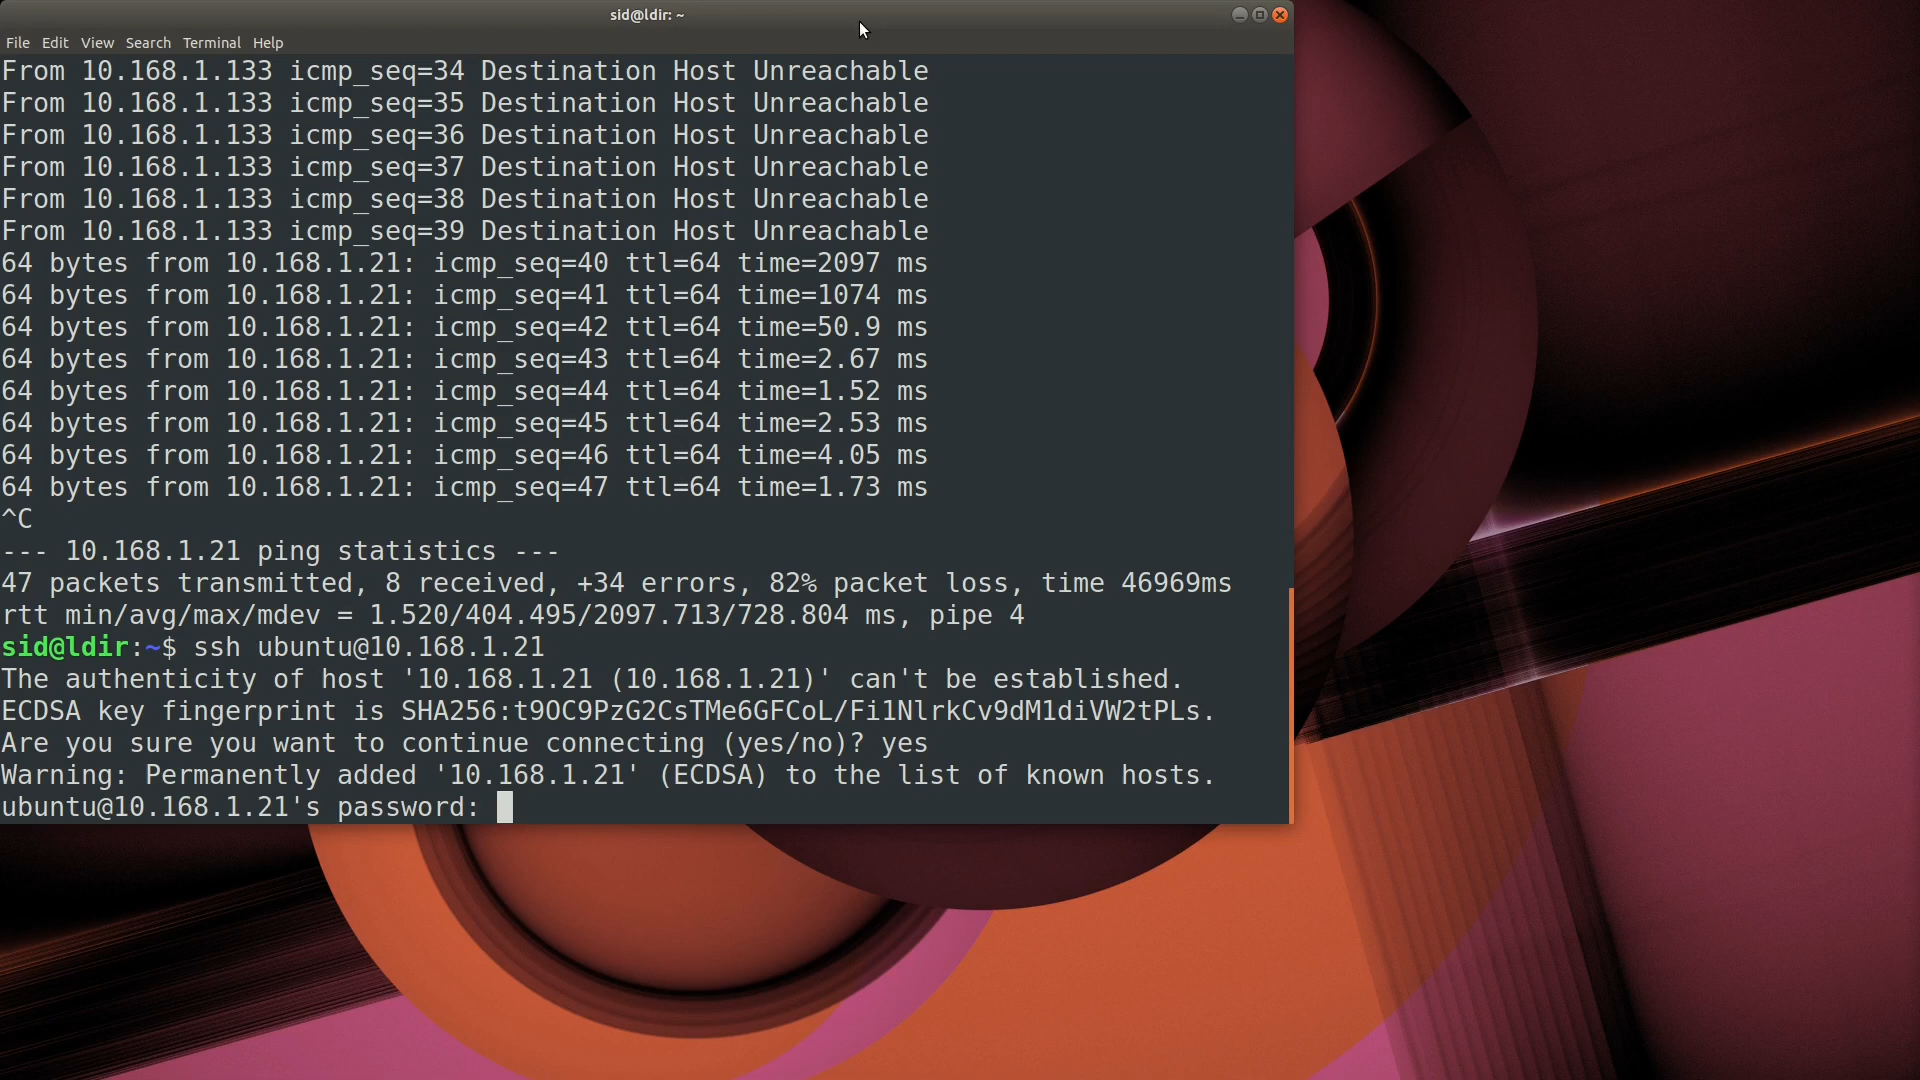 sid@ldir: ~
File Edit View Search Terminal Help
From 10.168.1.133 icmp_seq=34 Destination Host Unreachable
From 10.168.1.133 icmp_seq=35 Destination Host Unreachable
From 10.168.1.133 icmp_seq=36 Destination Host Unreachable
From 10.168.1.133 icmp_seq=37 Destination Host Unreachable
From 10.168.1.133 icmp_seq=38 Destination Host Unreachable
From 10.168.1.133 icmp_seq=39 Destination Host Unreachable
64 bytes from 10.168.1.21: icmp_seq=40 ttl=64 time=2097 ms
64 bytes from 10.168.1.21: icmp_seq=41 ttl=64 time=1074 ms
64 bytes from 10.168.1.21: icmp_seq=42 ttl=64 time=50.9 ms
64 bytes from 10.168.1.21: icmp_seq=43 ttl=64 time=2.67 ms
64 bytes from 10.168.1.21: icmp_seq=44 ttl=64 time=1.52 ms
64 bytes from 10.168.1.21: icmp_seq=45 ttl=64 time=2.53 ms
64 bytes from 10.168.1.21: icmp_seq=46 ttl=64 time=4.05 ms
64 bytes from 10.168.1.21: icmp_seq=47 ttl=64 time=1.73 ms
^C
--- 10.168.1.21 ping statistics ---
47 packets transmitted, 8 received, +34 errors, 82% packet loss, time 46969ms
rtt min/avg/max/mdev = 1.520/404.495/2097.713/728.804 ms, pipe 4
sid@ldir:~$ ssh ubuntu@10.168.1.21
The authenticity of host '10.168.1.21 (10.168.1.21)' can't be established.
ECDSA key fingerprint is SHA256:t9OC9PzG2CsTMe6GFCoL/Fi1NlrkCv9dM1diVW2tPLs.
Are you sure you want to continue connecting (yes/no)? yes
Warning: Permanently added '10.168.1.21' (ECDSA) to the list of known hosts.
ubuntu@10.168.1.21's password: